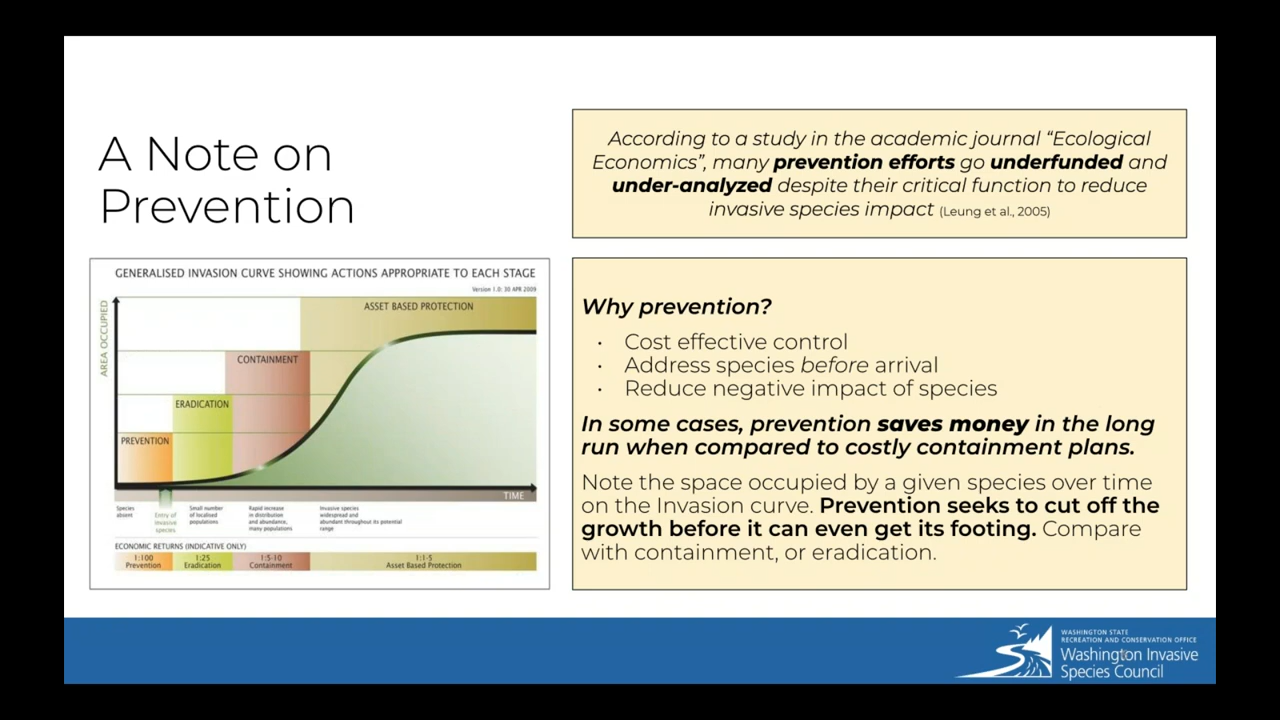 A Note on
Prevention
According to a study in the academic journal “Ecological
Economics”, many prevention efforts go underfunded and
under-analyzed despite their critical function to reduce
invasive species impact (Leung et al., 2005)
GENERALISED INVASION CURVE SHOWING ACTIONS APPROPRIATE TO EACH STAGE
Version 1.0: 30 APR 2009
AREA OCCUPIED
ASSET BASED PROTECTION
CONTAINMENT
ERADICATION
PREVENTION
TIME
Species
absent
Entry of
invasive
species
Small number
of localised
populations
Rapid increase
in distribution
and abundance,
many populations
Invasive species
widespread and
abundant throughout its potential
range
ECONOMIC RETURNS (INDICATIVE ONLY)
1:100
Prevention
1:25
Eradication
1:5-10
Containment
1:1-5
Asset Based Protection
Why prevention?
· Cost effective control
· Address species before arrival
· Reduce negative impact of species
In some cases, prevention saves money in the long
run when compared to costly containment plans.
Note the space occupied by a given species over time
on the Invasion curve. Prevention seeks to cut off the
growth before it can even get its footing. Compare
with containment, or eradication.
WASHINGTON STATE
RECREATION AND CONSERVATION OFFICE
Washington Invasive
Species Council